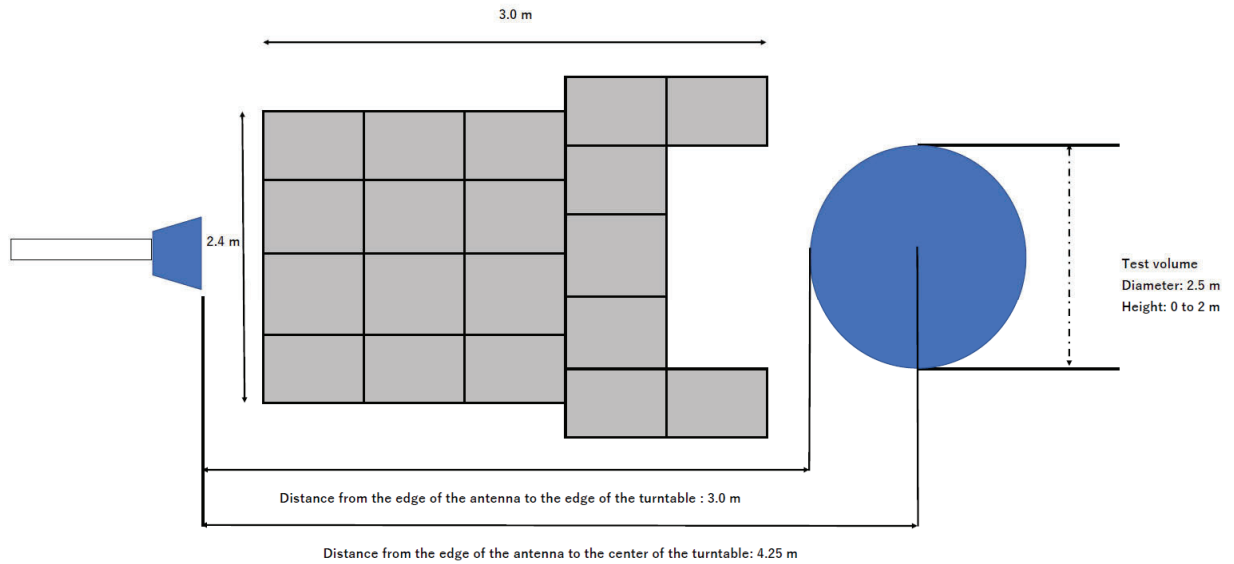 3.0 m
2.4 m
Test volume
Diameter: 2.5 m
Height: 0 to 2 m
Distance from the edge of the antenna to the edge of the turntable : 3.0 m
Distance from the edge of the antenna to the center of the turntable: 4.25 m